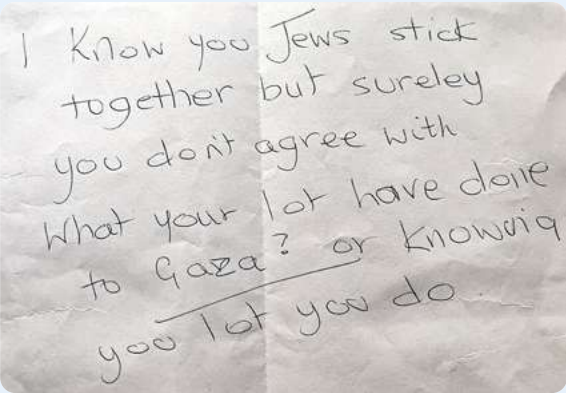 I Know you Jews stick
together but sureley
you don't agree with
What your lot have done
to Gaza? or Knowing
you lot you do.